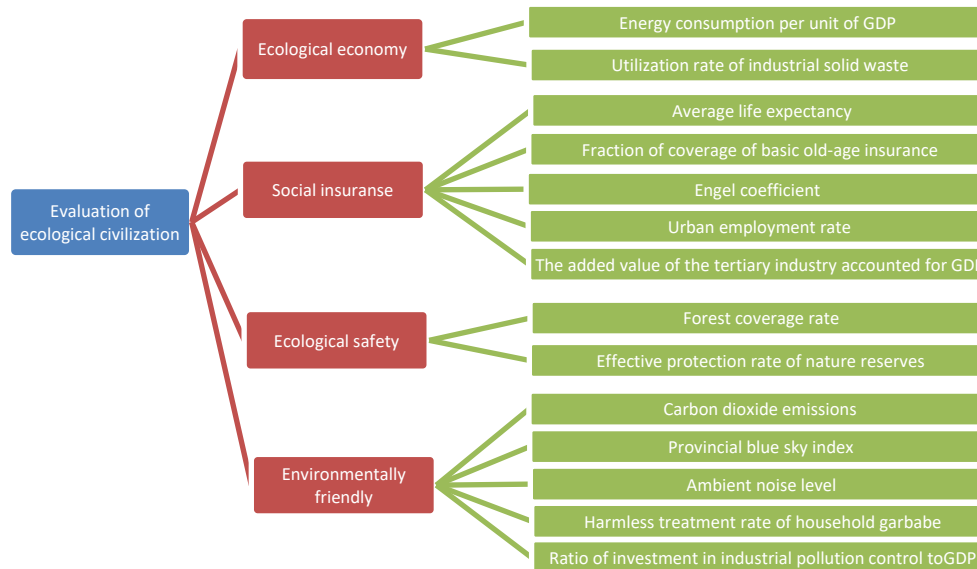 Evaluation of
ecological civilization
Ecological economy
Energy consumption per unit of GDP
Utilization rate of industrial solid waste
Social insuranse
Average life expectancy
Fraction of coverage of basic old-age insurance
Engel coefficient
Urban employment rate
The added value of the tertiary industry accounted for GDP
Ecological safety
Forest coverage rate
Effective protection rate of nature reserves
Environmentally
friendly
Carbon dioxide emissions
Provincial blue sky index
Ambient noise level
Harmless treatment rate of household garbabe
Ratio of investment in industrial pollution control toGDP